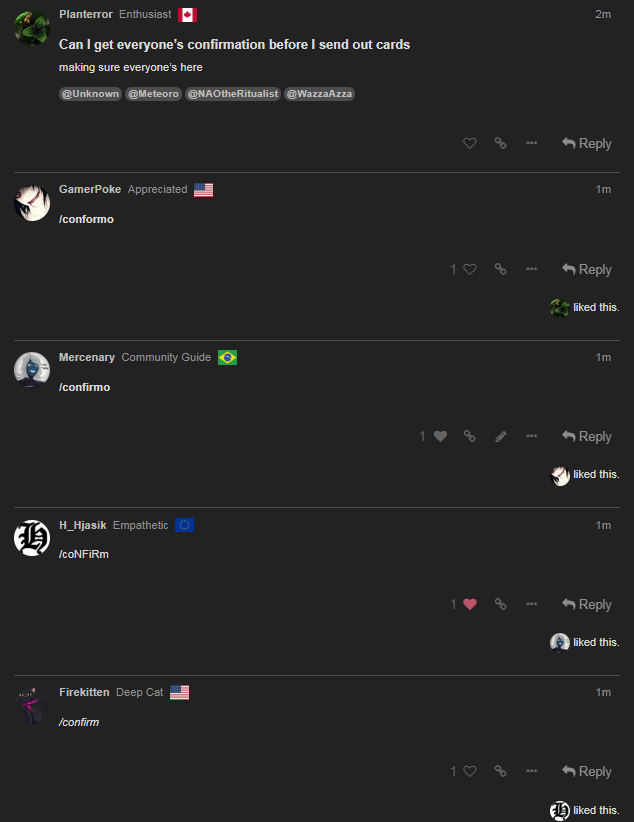 Planterror Enthusiast 2m
Can I get everyone's confirmation before I send out cards
making sure everyone's here
@Unknown @Meteoro @NAOtheRitualist @WazzaAzza
Reply
GamerPoke Appreciated 1m
/conformo
1 Reply
liked this.
Mercenary Community Guide 1m
/confirmo
1 Reply
liked this.
H_Hjasik Empathetic 1m
/coNFiRm
1 Reply
liked this.
Firekitten Deep Cat 1m
/confirm
1 Reply
liked this.